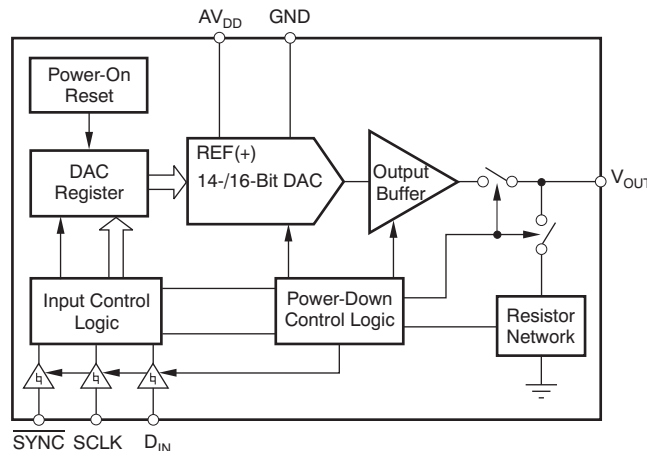 AVDD GND
Power-On
Reset
REF(+)
14-/16-Bit DAC
DAC
Register
Output
Buffer
VOUT
Input Control
Logic
Power-Down
Control Logic
Resistor
Network
SYNC SCLK DIN